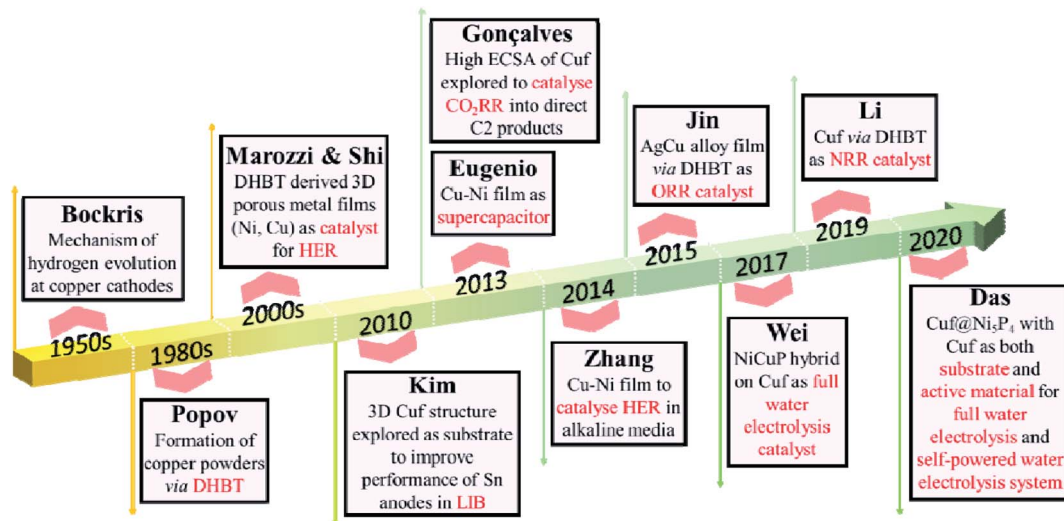 Bockris
Mechanism of
hydrogen evolution
at copper cathodes
1950s
1980s
Popov
Formation of
copper powders
via DHBT
Marozzi & Shi
DHBT derived 3D
porous metal films
(Ni, Cu) as catalyst
for HER
2000s
2010
Kim
3D Cuf structure
explored as substrate
to improve
performance of Sn
anodes in LIB
Gonçalves
High ECSA of Cuf
explored to catalyse
CO₂RR into direct
C2 products
Eugenio
Cu-Ni film as
supercapacitor
2013
2014
Zhang
Cu-Ni film to
catalyse HER in
alkaline media
Jin
AgCu alloy film
via DHBT as
ORR catalyst
2015
2017
Wei
NiCuP hybrid
on Cuf as full
water
electrolysis
catalyst
Li
Cuf via DHBT
as NRR catalyst
2019
2020
Das
Cuf@Ni₅P₄ with
Cuf as both
substrate and
active material for
full water
electrolysis and
self-powered water
electrolysis system